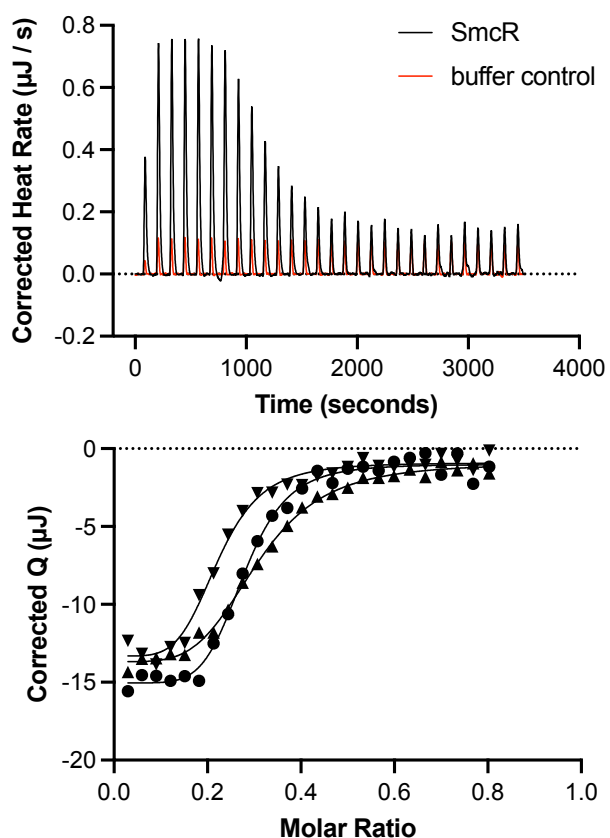 0.8
SmcR
buffer control
0.6
0.4
0.2
0.0
-0.2
Corrected Heat Rate (µJ / s)
0 1000 2000 3000 4000
Time (seconds)
0
-5
-10
-15
-20
Corrected Q (µJ)
0.0 0.2 0.4 0.6 0.8 1.0
Molar Ratio